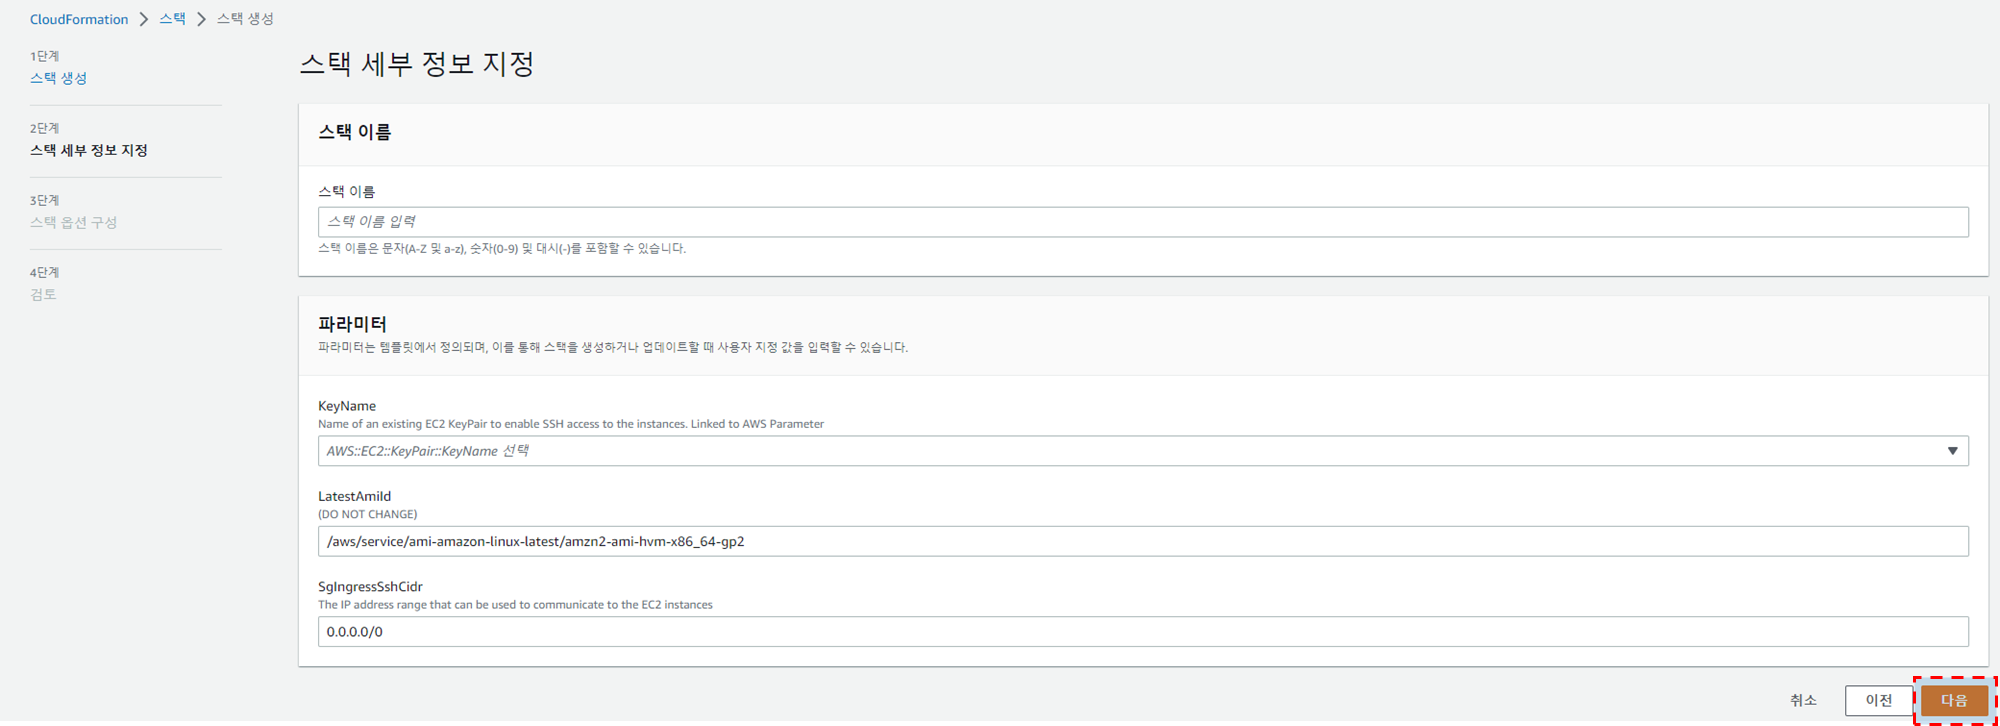 CloudFormation > 스택 > 스택 생성
1단계
스택 생성
2단계
스택 세부 정보 지정
3단계
스택 옵션 구성
4단계
검토
스택 세부 정보 지정
스택 이름
스택 이름
스택 이름 입력
스택 이름은 문자(A-Z 및 a-z), 숫자(0-9) 및 대시(-)를 포함할 수 있습니다.
파라미터
파라미터는 템플릿에서 정의되며, 이를 통해 스택을 생성하거나 업데이트할 때 사용자 지정 값을 입력할 수 있습니다.
KeyName
Name of an existing EC2 KeyPair to enable SSH access to the instances. Linked to AWS Parameter
AWS::EC2::KeyPair::KeyName 선택
LatestAmiId
(DO NOT CHANGE)
/aws/service/ami-amazon-linux-latest/amzn2-ami-hvm-x86_64-gp2
SgIngressSshCidr
The IP address range that can be used to communicate to the EC2 instances
0.0.0.0/0
취소 이전 다음